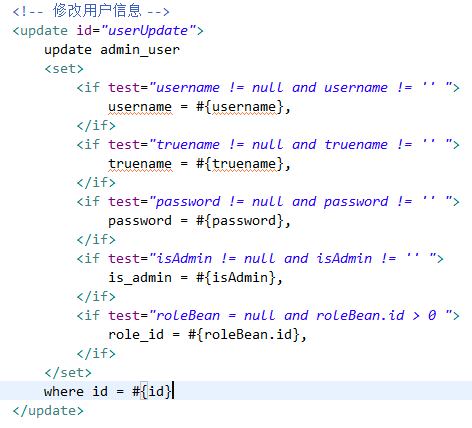 <!-- 修改用户信息 -->
<update id="userUpdate">
    update admin_user
    <set>
        <if test="username != null and username != '' ">
            username = #{username},
        </if>
        <if test="truename != null and truename != '' ">
            truename = #{truename},
        </if>
        <if test="password != null and password != '' ">
            password = #{password},
        </if>
        <if test="isAdmin != null and isAdmin != '' ">
            is_admin = #{isAdmin},
        </if>
        <if test="roleBean = null and roleBean.id > 0 ">
            role_id = #{roleBean.id},
        </if>
    </set>
    where id = #{id}
</update>